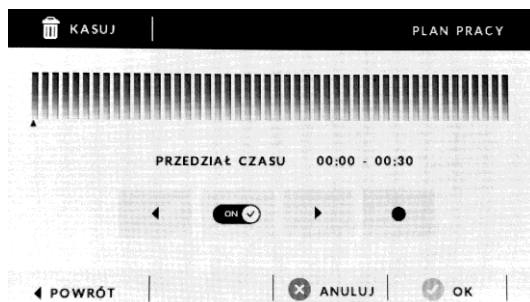 KASUJ
PLAN PRACY
PRZEDZIAŁ CZASU 00:00 - 00:30
ON
POWRÓT
ANULUJ
OK